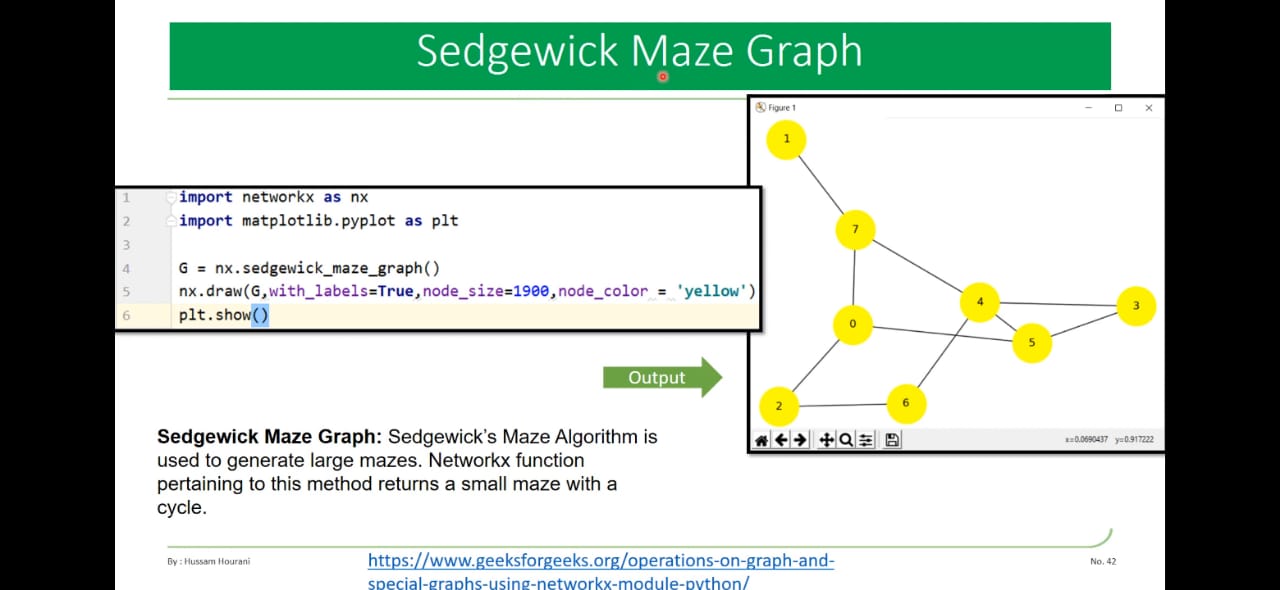 Sedgewick Maze Graph
Figure 1
1
7
4
3
0
5
2
6
x=0.0690437 y=0.917222
1 import networkx as nx
2 import matplotlib.pyplot as plt
3
4 G = nx.sedgewick_maze_graph()
5 nx.draw(G,with_labels=True,node_size=1900,node_color = 'yellow')
6 plt.show()
Output
Sedgewick Maze Graph: Sedgewick's Maze Algorithm is
used to generate large mazes. Networkx function
pertaining to this method returns a small maze with a
cycle.
By : Hussam Hourani
https://www.geeksforgeeks.org/operations-on-graph-and-
special-graphs-using-networkx-module-python/
No. 42